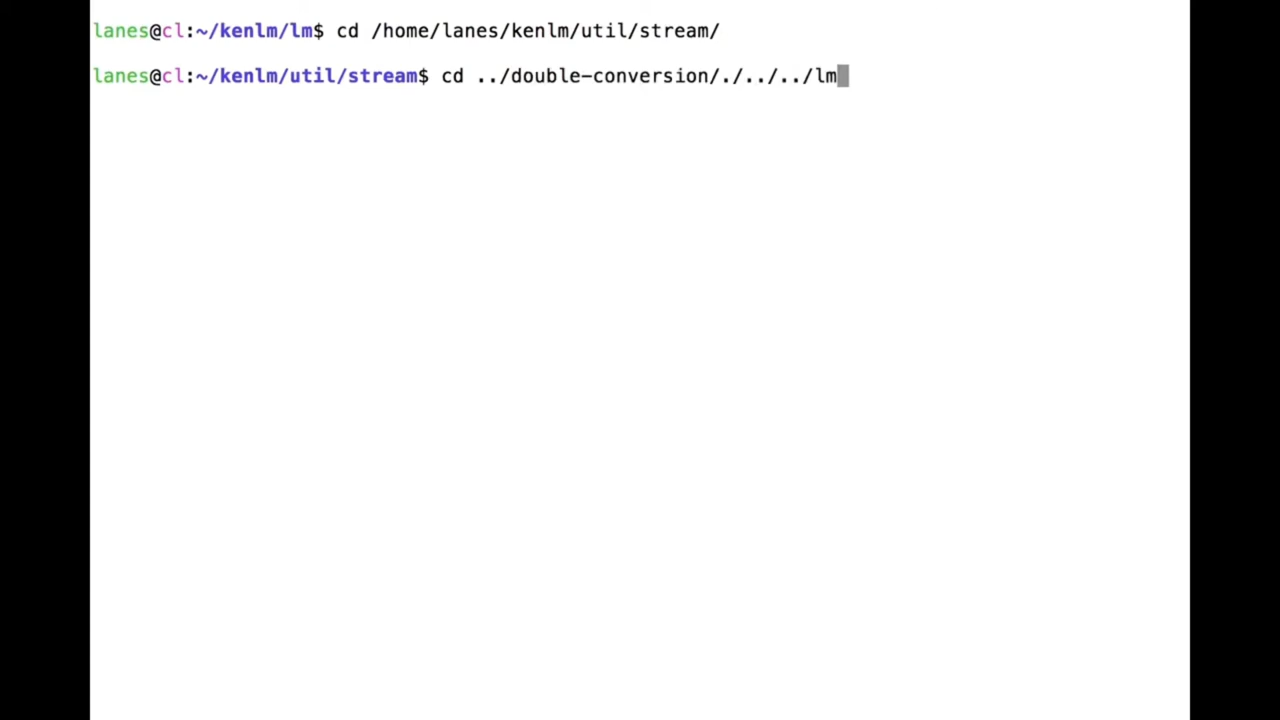 lanes@cl:~/kenlm/lm$ cd /home/lanes/kenlm/util/stream/
lanes@cl:~/kenlm/util/stream$ cd ../double-conversion/./../../lm